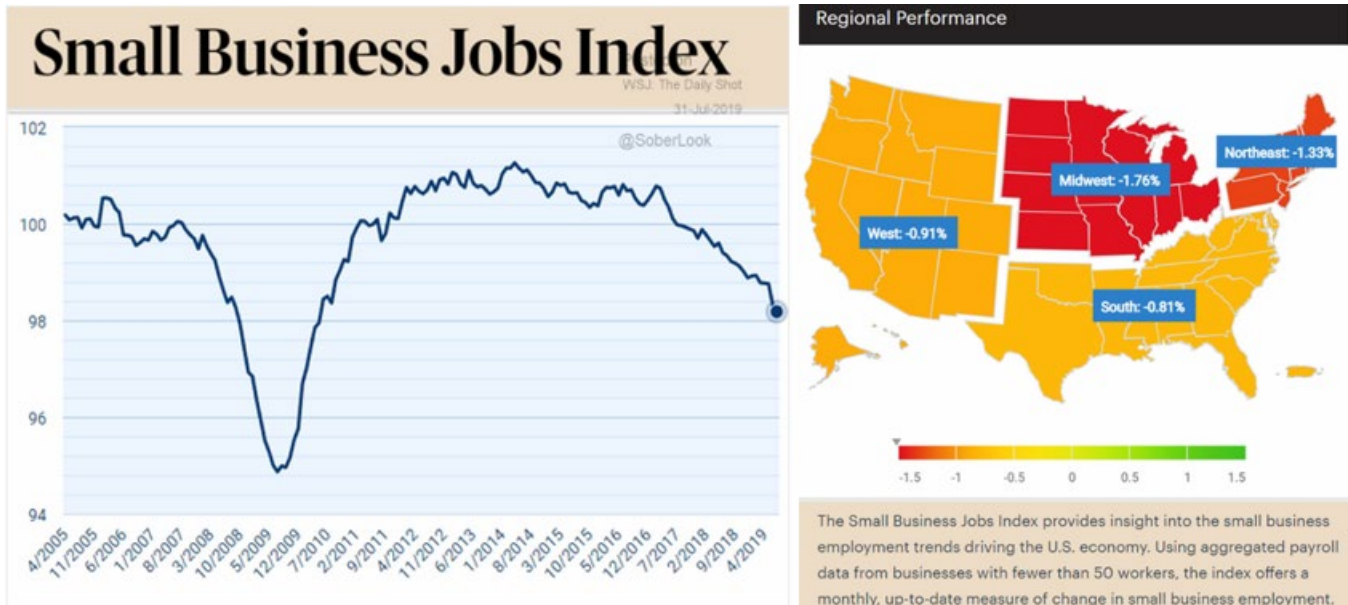 Small Business Jobs Index
Posted on
WSJ: The Daily Shot
31-Jul-2019
@SoberLook
102
100
98
96
94
4/2005
11/2005
6/2006
1/2007
8/2007
3/2008
10/2008
5/2009
12/2009
7/2010
2/2011
9/2011
4/2012
11/2012
6/2013
1/2014
8/2014
3/2015
10/2015
5/2016
12/2016
7/2017
2/2018
9/2018
4/2019
Regional Performance
Northeast: -1.33%
Midwest: -1.76%
West: -0.91%
South: -0.81%
-1.5 -1 -0.5 0 0.5 1 1.5
The Small Business Jobs Index provides insight into the small business
employment trends driving the U.S. economy. Using aggregated payroll
data from businesses with fewer than 50 workers, the index offers a
monthly, up-to-date measure of change in small business employment,